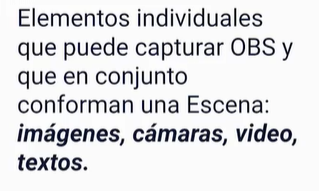 Elementos individuales
que puede capturar OBS y
que en conjunto
conforman una Escena:
imágenes, cámaras, video,
textos.